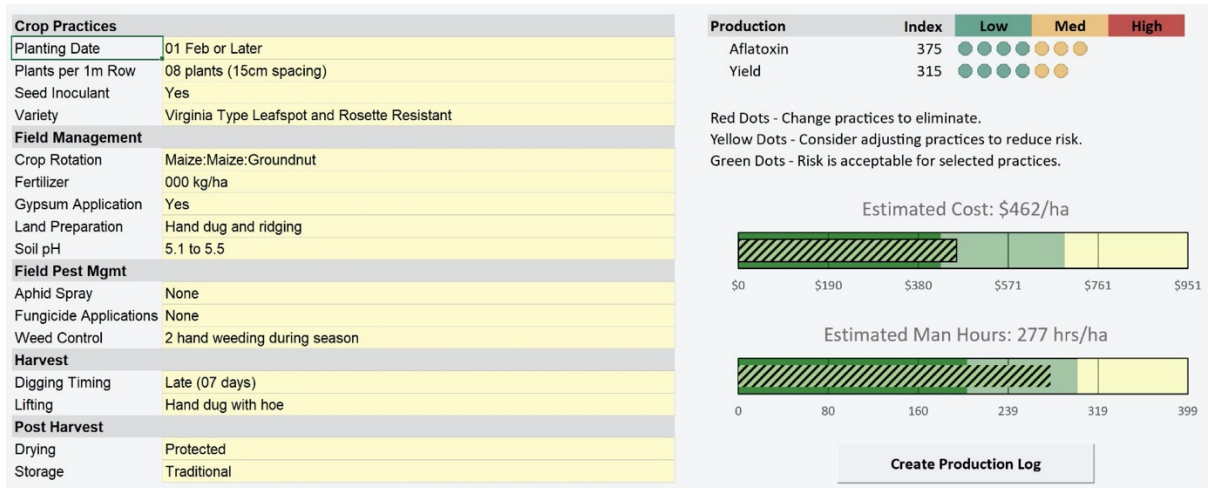 Crop Practices
Planting Date 01 Feb or Later
Plants per 1m Row 08 plants (15cm spacing)
Seed Inoculant Yes
Variety Virginia Type Leafspot and Rosette Resistant
Field Management
Crop Rotation Maize:Maize:Groundnut
Fertilizer 000 kg/ha
Gypsum Application Yes
Land Preparation Hand dug and ridging
Soil pH 5.1 to 5.5
Field Pest Mgmt
Aphid Spray None
Fungicide Applications None
Weed Control 2 hand weeding during season
Harvest
Digging Timing Late (07 days)
Lifting Hand dug with hoe
Post Harvest
Drying Protected
Storage Traditional
Production Index Low Med High
Aflatoxin 375
Yield 315
Red Dots - Change practices to eliminate.
Yellow Dots - Consider adjusting practices to reduce risk.
Green Dots - Risk is acceptable for selected practices.
Estimated Cost: $462/ha
$0 $190 $380 $571 $761 $951
Estimated Man Hours: 277 hrs/ha
0 80 160 239 319 399
Create Production Log